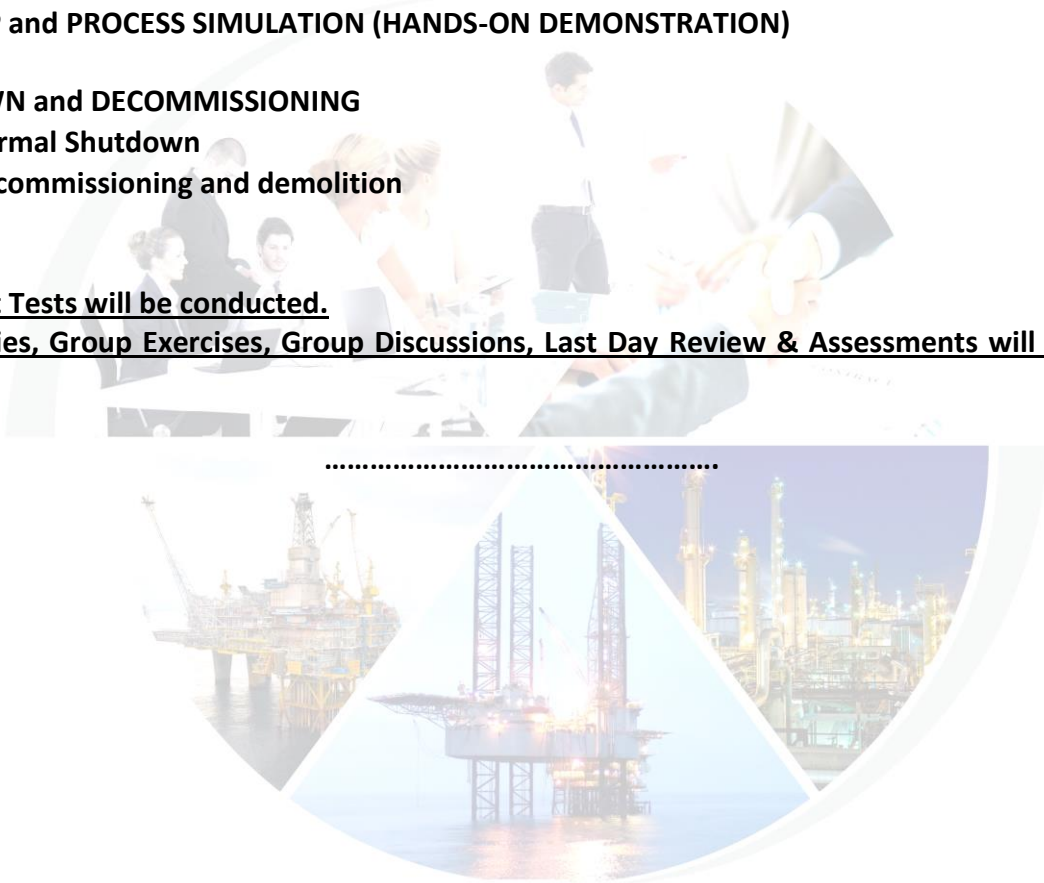 P and PROCESS SIMULATION (HANDS-ON DEMONSTRATION)
WN and DECOMMISSIONING
rmal Shutdown
commissioning and demolition
t Tests will be conducted.
ies, Group Exercises, Group Discussions, Last Day Review & Assessments will
…………………………………………….